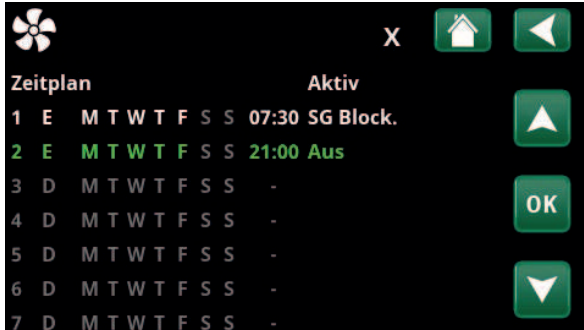 X
Zeitplan Aktiv
1 E M T W T F S S 07:30 SG Block.
2 E M T W T F S S 21:00 Aus
3 D M T W T F S S -
4 D M T W T F S S -
OK
5 D M T W T F S S -
6 D M T W T F S S -
7 D M T W T F S S -